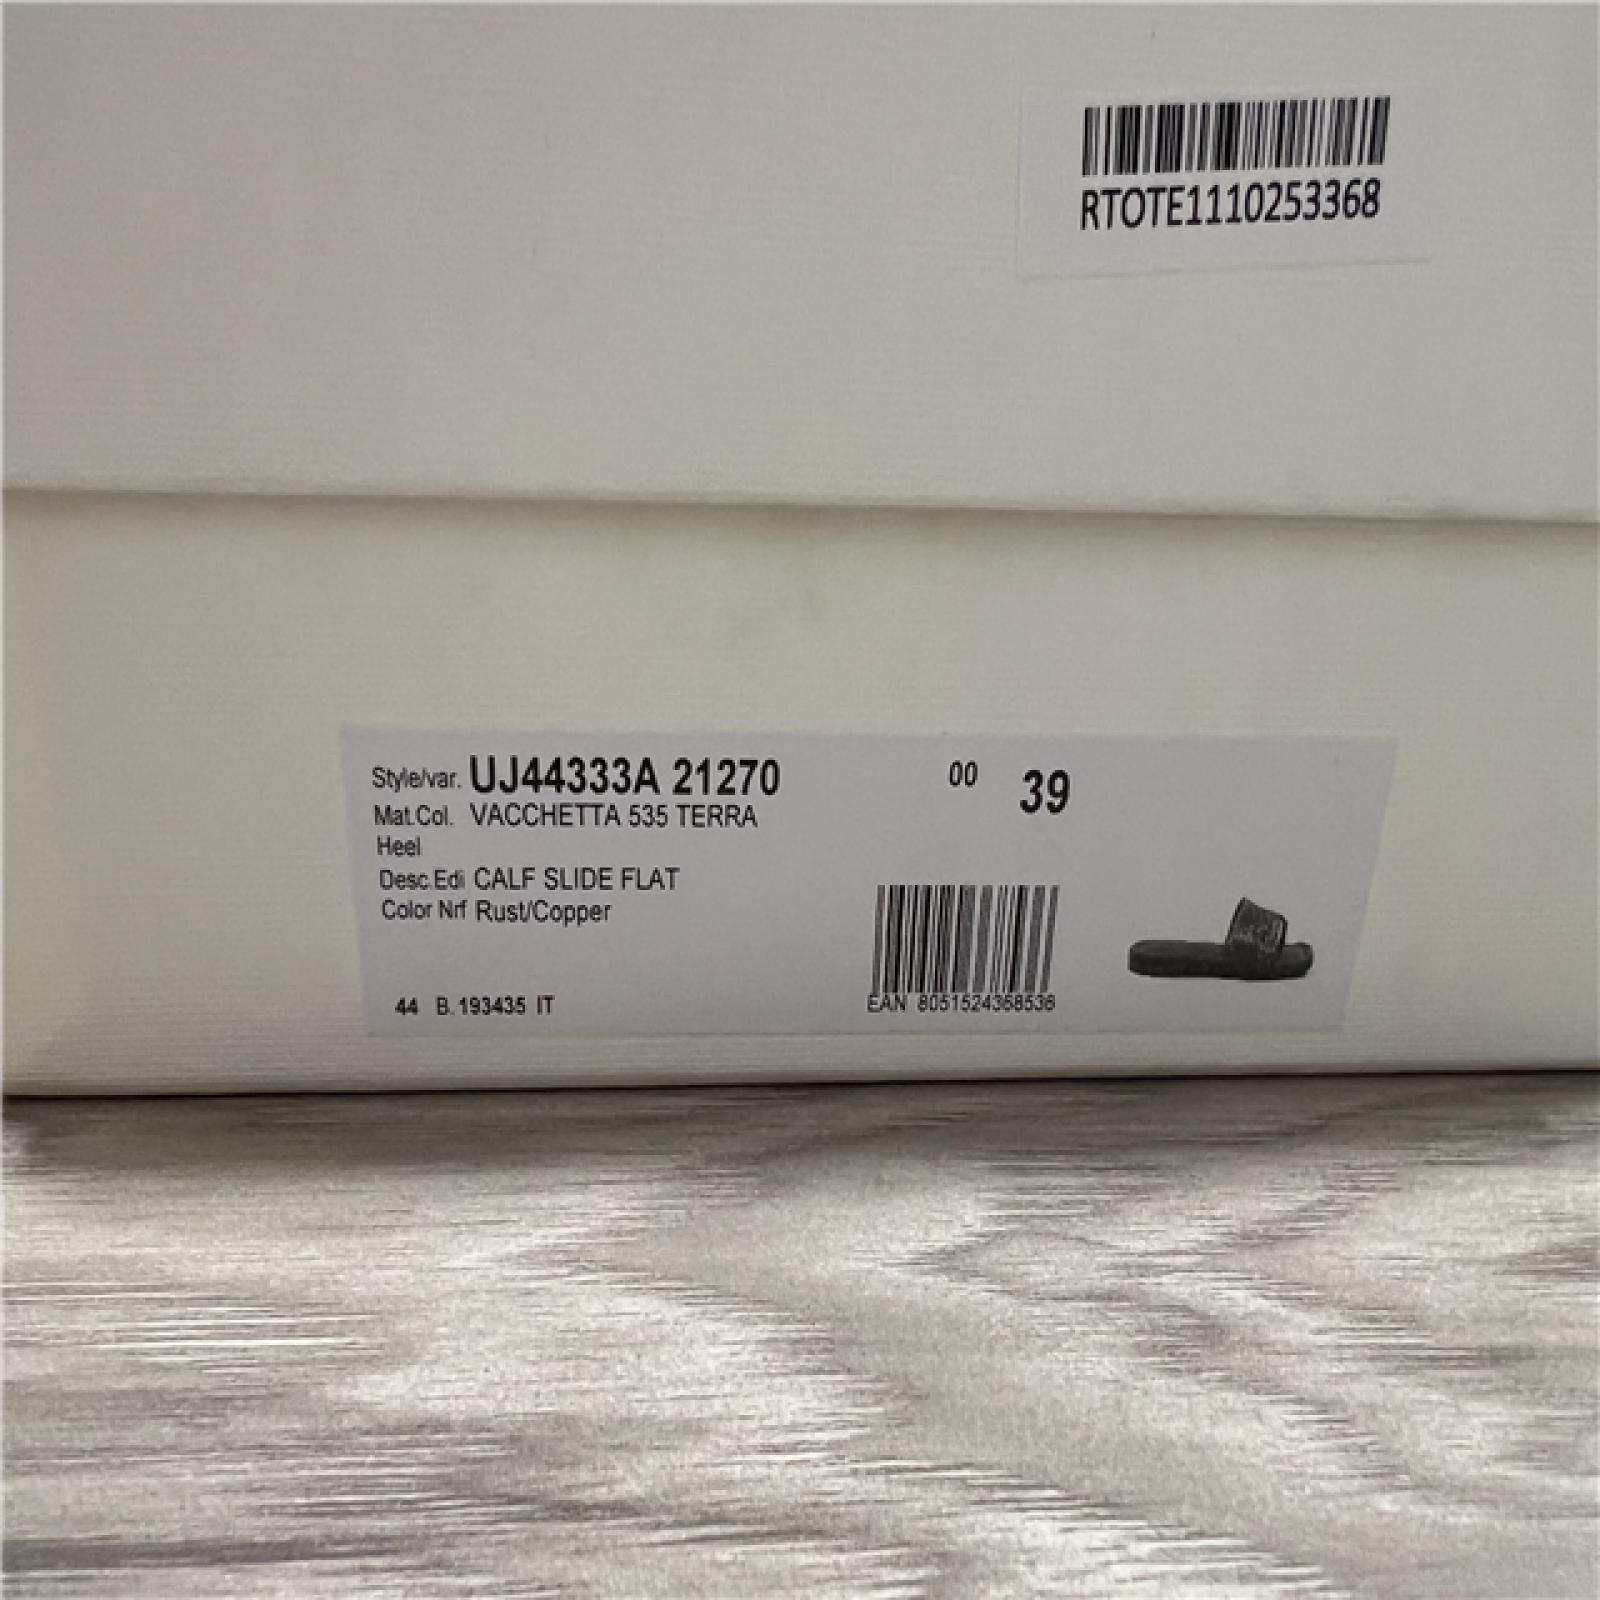 RTOTE1110253368
Style/var. UJ44333A 21270 00 39
Mat.Col. VACCHETTA 535 TERRA
Heel
Desc.Edi CALF SLIDE FLAT
Color Nrf Rust/Copper
44 B. 193435 IT
EAN 8051524368536